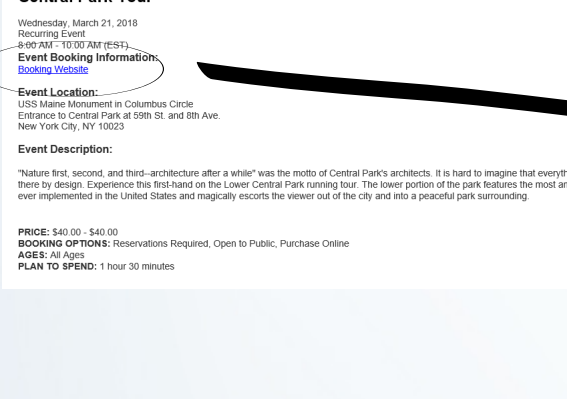 Central Park Tour
Wednesday, March 21, 2018
Recurring Event
8:00 AM - 10:00 AM (EST)
Event Booking Information:
Booking Website
Event Location:
USS Maine Monument in Columbus Circle
Entrance to Central Park at 59th St. and 8th Ave.
New York City, NY 10023
Event Description:
"Nature first, second, and third--architecture after a while" was the motto of Central Park's architects. It is hard to imagine that
there by design. Experience this first-hand on the Lower Central Park running tour. The lower portion of the park features the most
ever implemented in the United States and magically escorts the viewer out of the city and into a peaceful park surrounding.
PRICE: $40.00 - $40.00
BOOKING OPTIONS: Reservations Required, Open to Public, Purchase Online
AGES: All Ages
PLAN TO SPEND: 1 hour 30 minutes